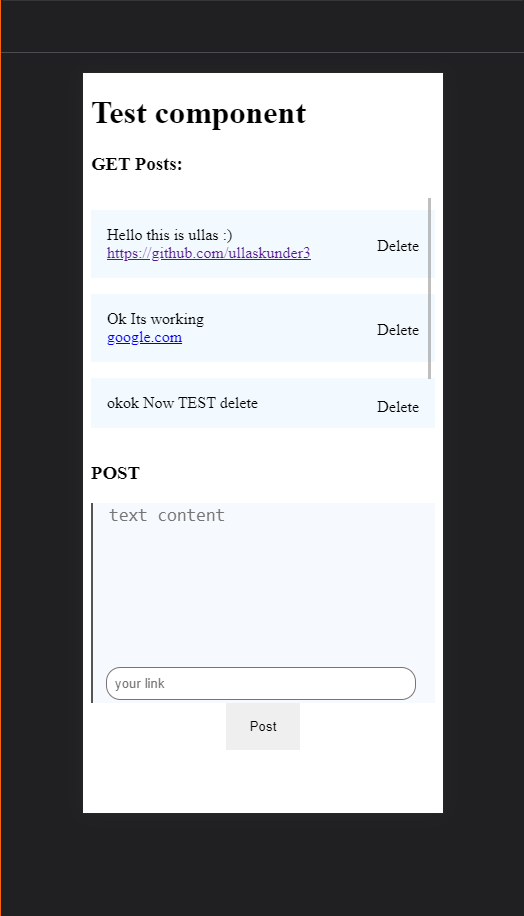 Test component
GET Posts:
Hello this is ullas :)
https://github.com/ullaskunder3
Delete
Ok Its working
google.com
Delete
okok Now TEST delete
Delete
POST
text content
your link
Post